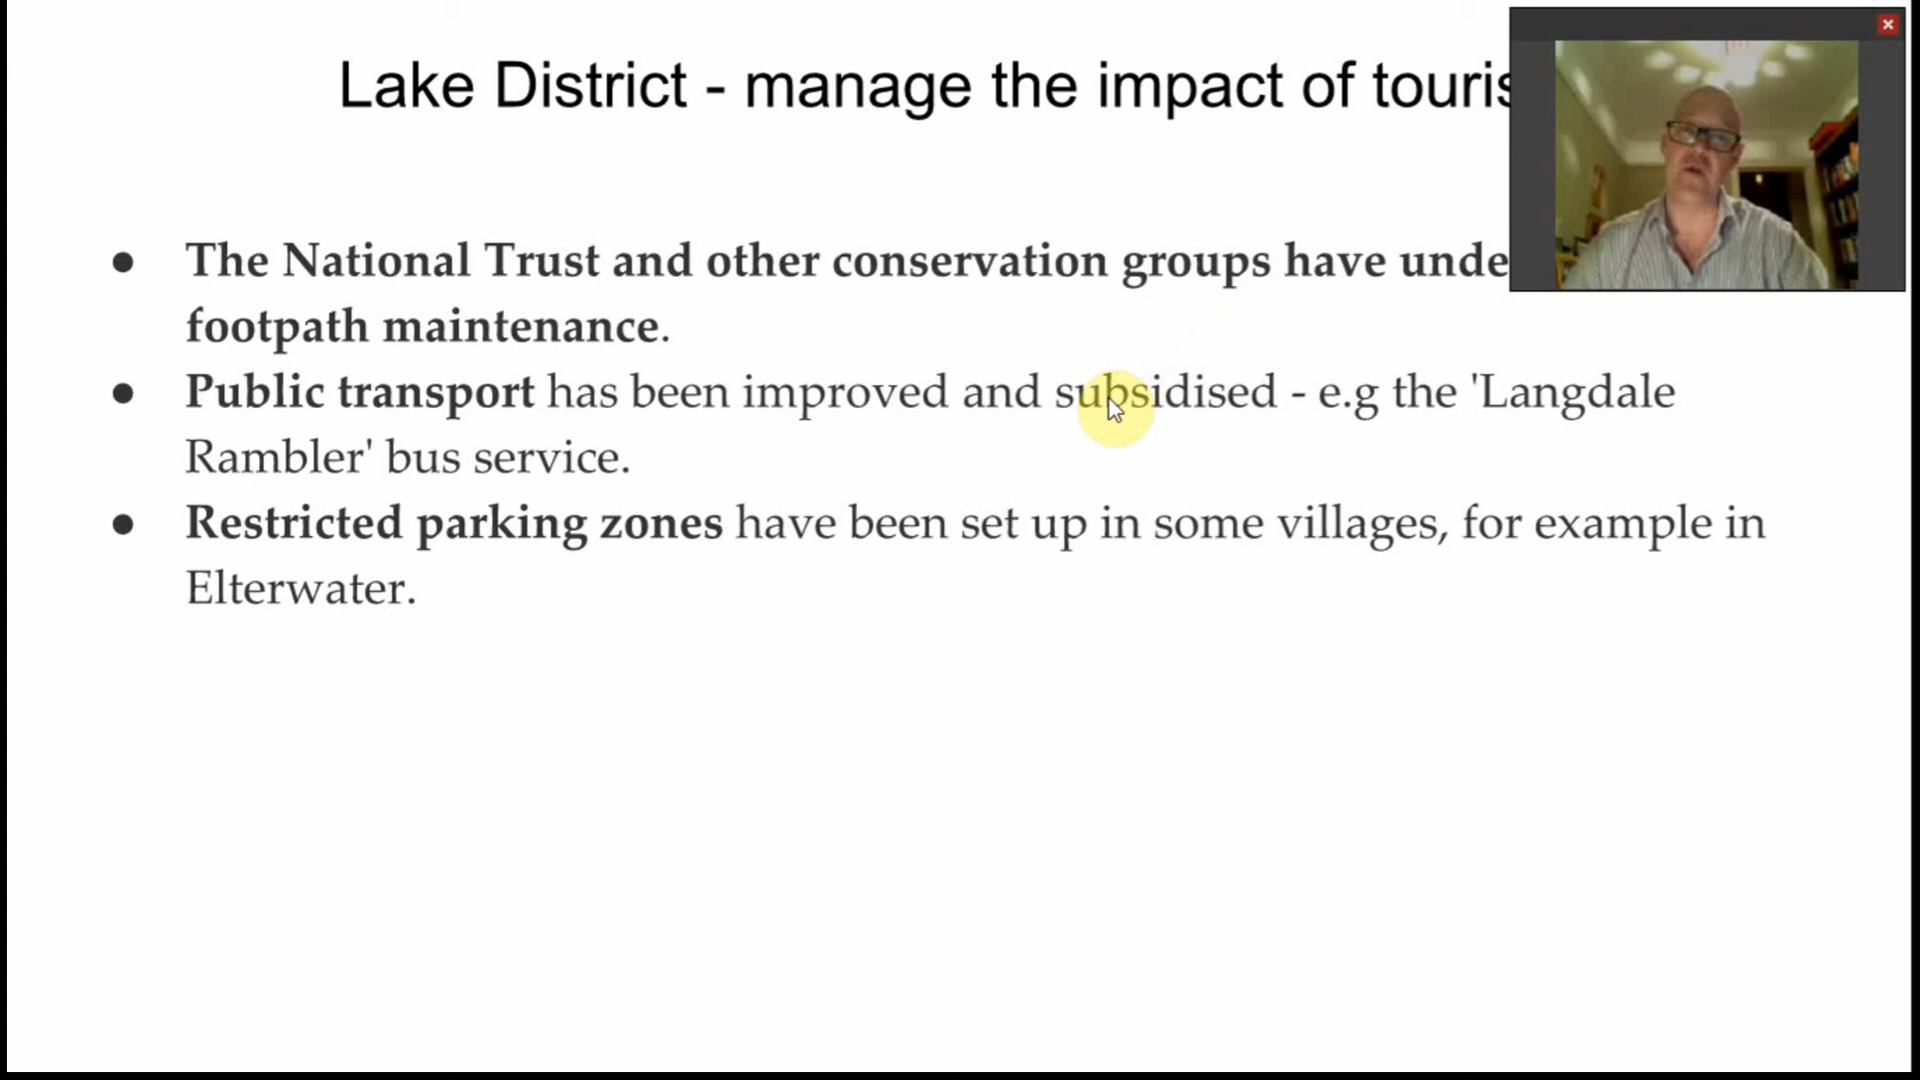 Lake District - manage the impact of
● The National Trust and other conservation groups have
footpath maintenance.
● Public transport has been improved and subsidised - e.g the 'Langdale
Rambler' bus service.
● Restricted parking zones have been set up in some villages, for example in
Elterwater.